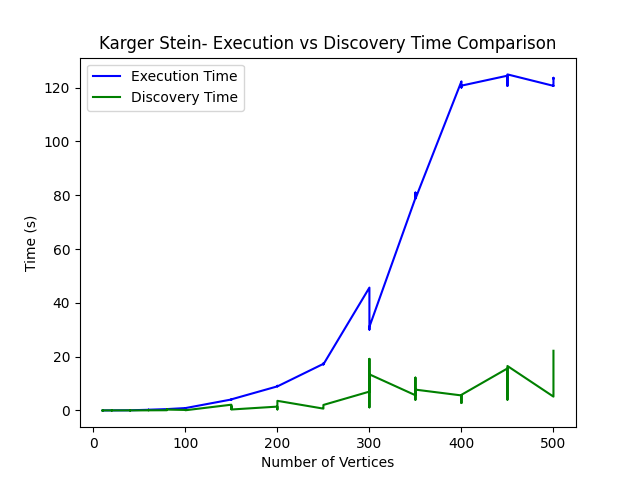 Karger Stein- Execution vs Discovery Time Comparison
Execution Time
Discovery Time
Time (s)
120
100
80
60
40
20
0
0 100 200 300 400 500
Number of Vertices